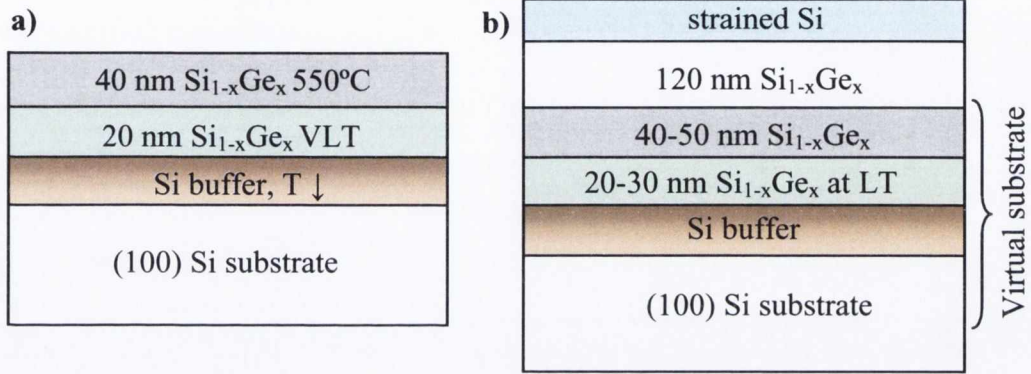 a)
40 nm Si₁₋ₓGeₓ 550ºC
20 nm Si₁₋ₓGeₓ VLT
Si buffer, T ↓
(100) Si substrate
b)
strained Si
120 nm Si₁₋ₓGeₓ
40-50 nm Si₁₋ₓGeₓ
20-30 nm Si₁₋ₓGeₓ at LT
Si buffer
(100) Si substrate
Virtual substrate